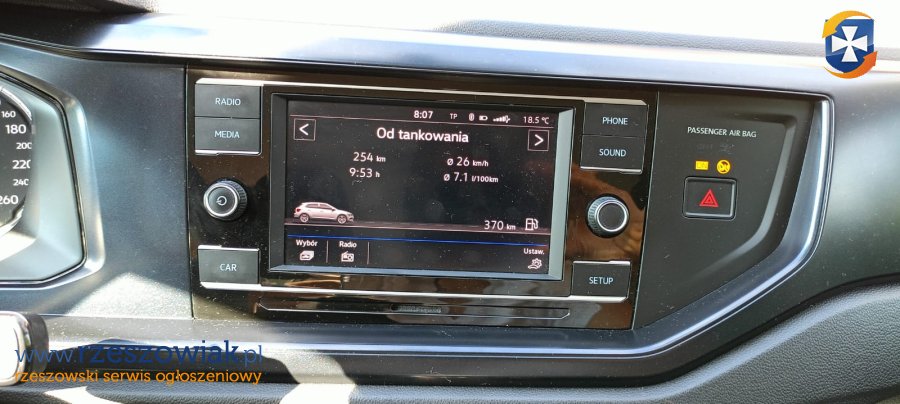 160
180
200
220
240
260
RADIO
MEDIA
CAR
8:07 TP 18.5 °C
<
Od tankowania
>
254 km ø 26 km/h
9:53 h ø 7.1 l/100km
370 km
Wybór Radio Ustaw.
PHONE
SOUND
SETUP
PASSENGER AIR BAG
www.rzeszowiak.pl
rzeszowski serwis ogłoszeniowy